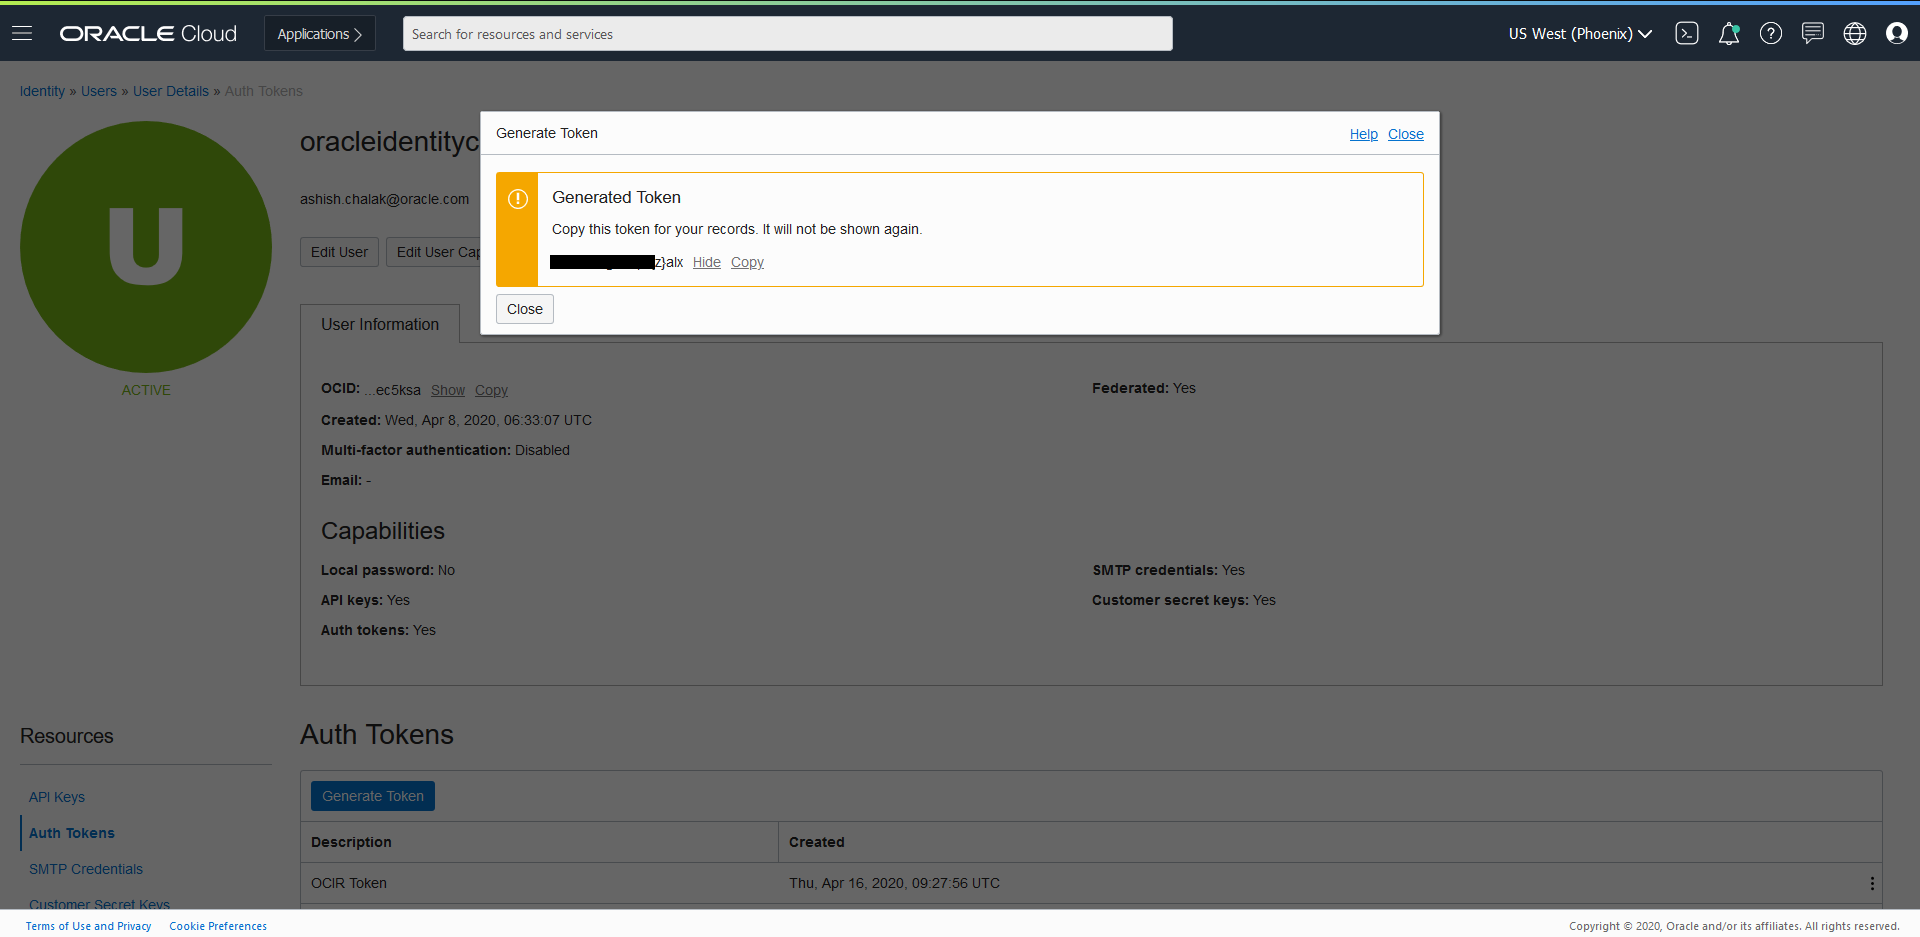 ORACLE Cloud
Applications
Search for resources and services
US West (Phoenix)
Identity » Users » User Details » Auth Tokens
U
ACTIVE
oracleidentityc
ashish.chalak@oracle.com
Edit User
Edit User Cap
Generate Token
Help Close
Generated Token
Copy this token for your records. It will not be shown again.
z}alx Hide Copy
Close
User Information
OCID: ...ec5ksa Show Copy
Federated: Yes
Created: Wed, Apr 8, 2020, 06:33:07 UTC
Multi-factor authentication: Disabled
Email: -
Capabilities
Local password: No
SMTP credentials: Yes
API keys: Yes
Customer secret keys: Yes
Auth tokens: Yes
Resources
API Keys
Auth Tokens
SMTP Credentials
Customer Secret Keys
Auth Tokens
Generate Token
Description Created
OCIR Token Thu, Apr 16, 2020, 09:27:56 UTC
Terms of Use and Privacy Cookie Preferences
Copyright © 2020, Oracle and/or its affiliates. All rights reserved.